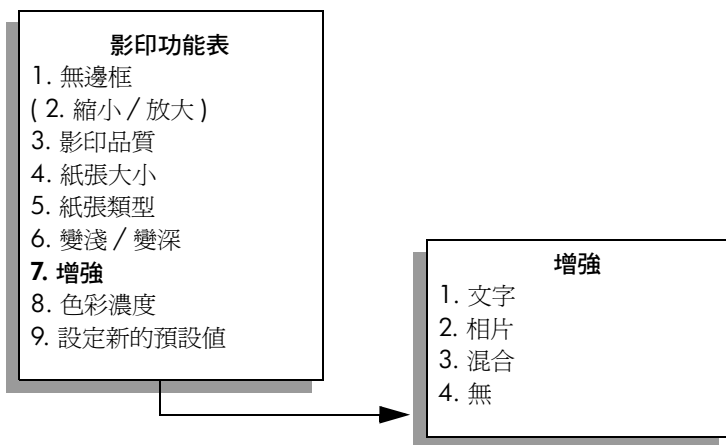 影印功能表
1. 無邊框
( 2. 縮小 / 放大 )
3. 影印品質
4. 紙張大小
5. 紙張類型
6. 變淺 / 變深
7. 增強
8. 色彩濃度
9. 設定新的預設值
增強
1. 文字
2. 相片
3. 混合
4. 無